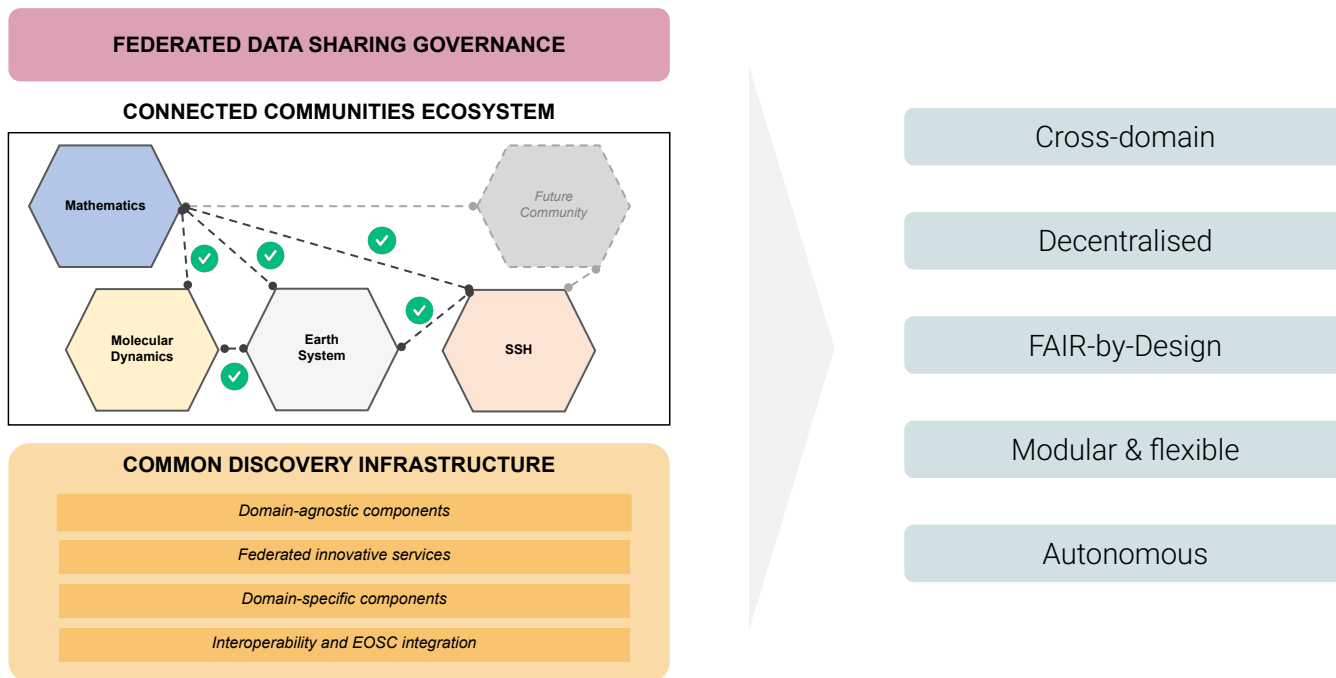 FEDERATED DATA SHARING GOVERNANCE
CONNECTED COMMUNITIES ECOSYSTEM
Mathematics
Future
Community
Molecular
Dynamics
Earth
System
SSH
COMMON DISCOVERY INFRASTRUCTURE
Domain-agnostic components
Federated innovative services
Domain-specific components
Interoperability and EOSC integration
Cross-domain
Decentralised
FAIR-by-Design
Modular & flexible
Autonomous